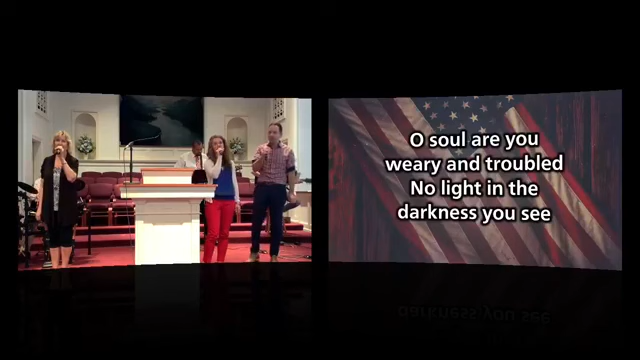 O soul are you
weary and troubled
No light in the
darkness you see